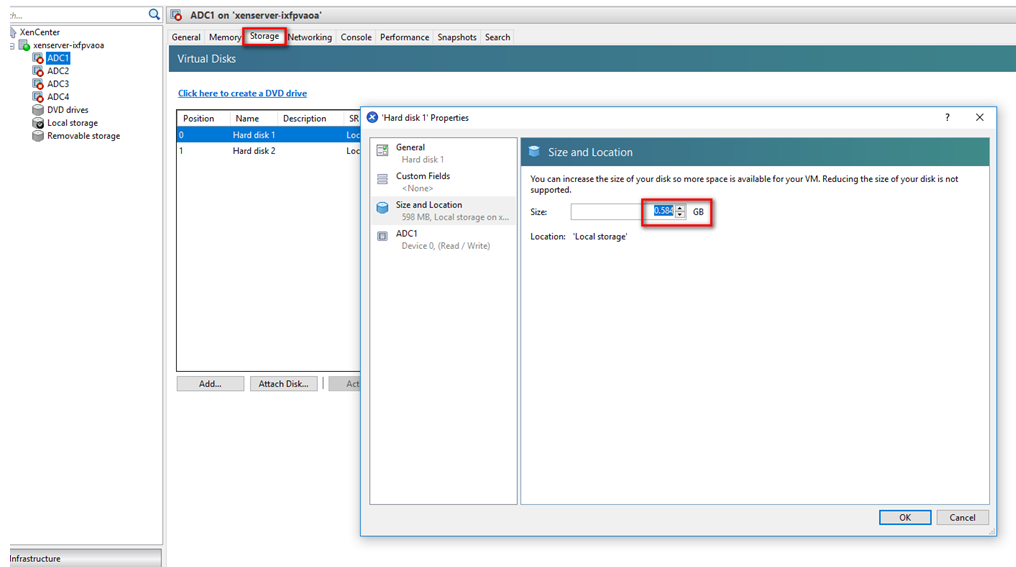 h...
ADC1 on 'xenserver-ixfpvaoa'
XenCenter
xenserver-ixfpvaoa
ADC1
ADC2
ADC3
ADC4
DVD drives
Local storage
Removable storage
Infrastructure
General Memory Storage Networking Console Performance Snapshots Search
Virtual Disks
Click here to create a DVD drive
Position Name Description SR
0 Hard disk 1 Loc
1 Hard disk 2 Loc
Add... Attach Disk... Act
'Hard disk 1' Properties ?
General
Hard disk 1
Custom Fields
<None>
Size and Location
598 MB, Local storage on x...
ADC1
Device 0, (Read / Write)
Size and Location
You can increase the size of your disk so more space is available for your VM. Reducing the size of your disk is not
supported.
Size: 0.584 GB
Location: 'Local storage'
OK Cancel